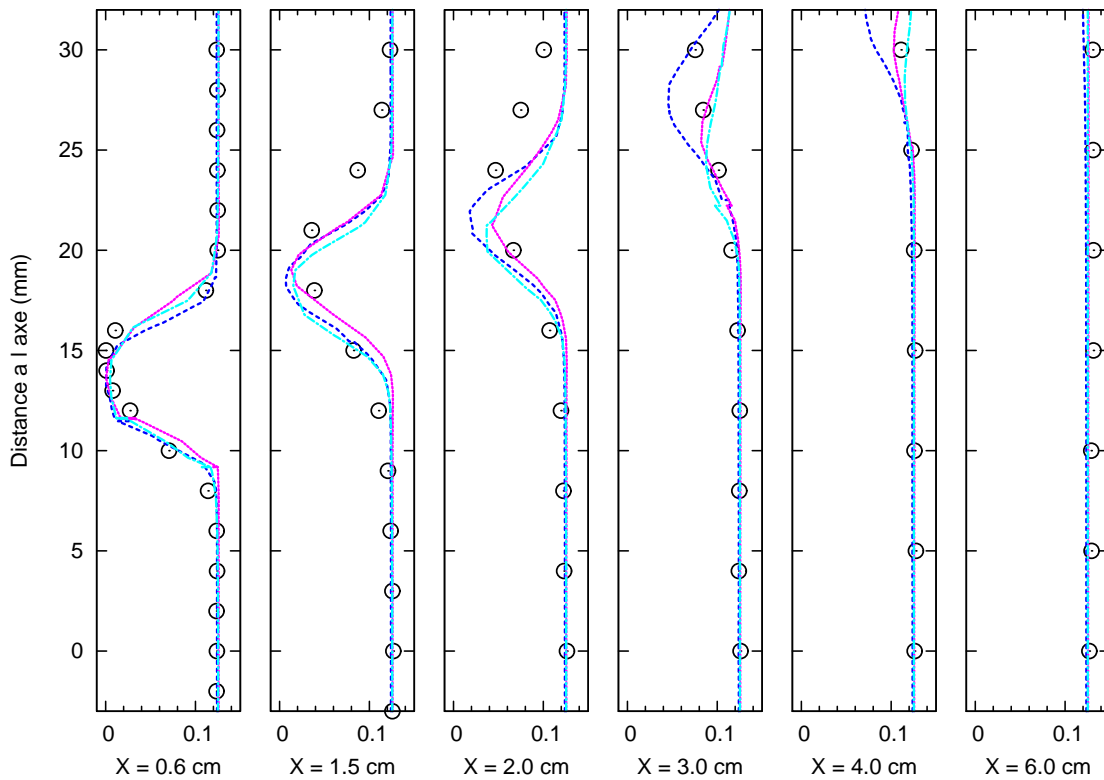 Distance a l axe (mm)
30
25
20
15
10
5
0
0 0.1 0 0.1 0 0.1 0 0.1 0 0.1 0 0.1
X = 0.6 cm X = 1.5 cm X = 2.0 cm X = 3.0 cm X = 4.0 cm X = 6.0 cm